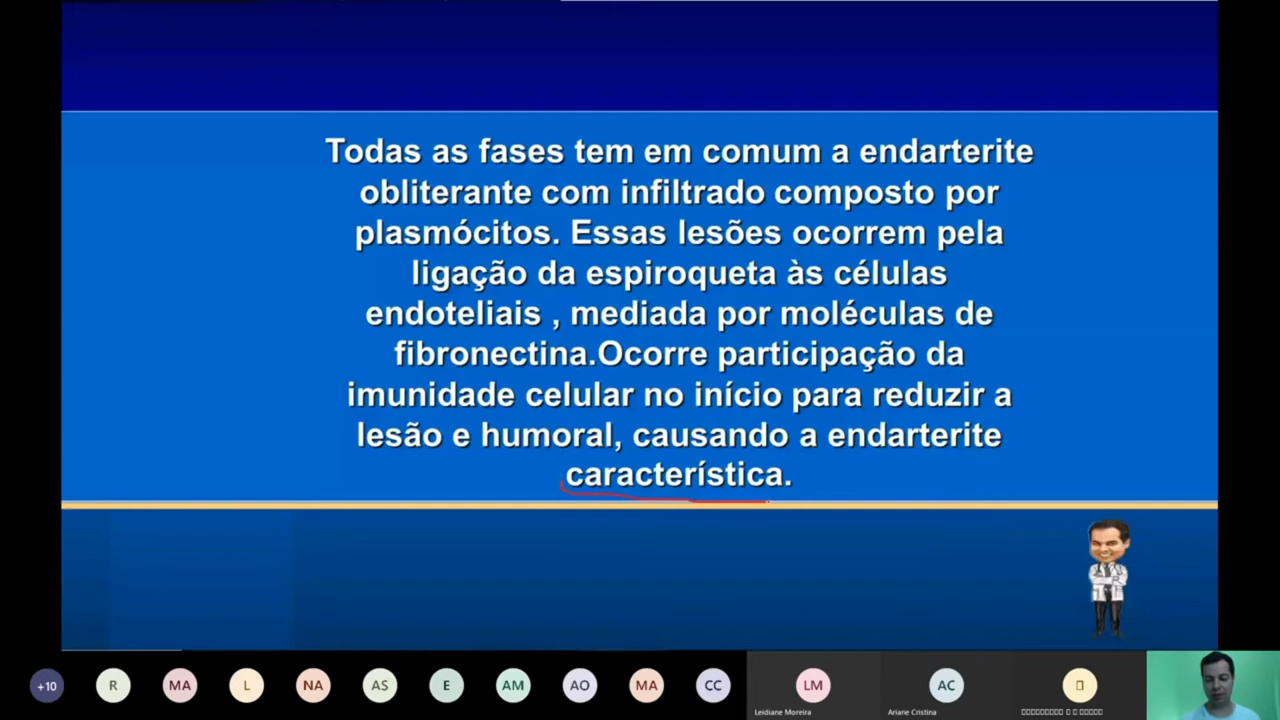 Todas as fases tem em comum a endarterite
obliterante com infiltrado composto por
plasmócitos. Essas lesões ocorrem pela
ligação da espiroqueta às células
endoteliais , mediada por moléculas de
fibronectina.Ocorre participação da
imunidade celular no início para reduzir a
lesão e humoral, causando a endarterite
característica.
+10 R MA L NA AS E AM AO MA CC LM AC
Leidiane Moreira Ariane Cristina